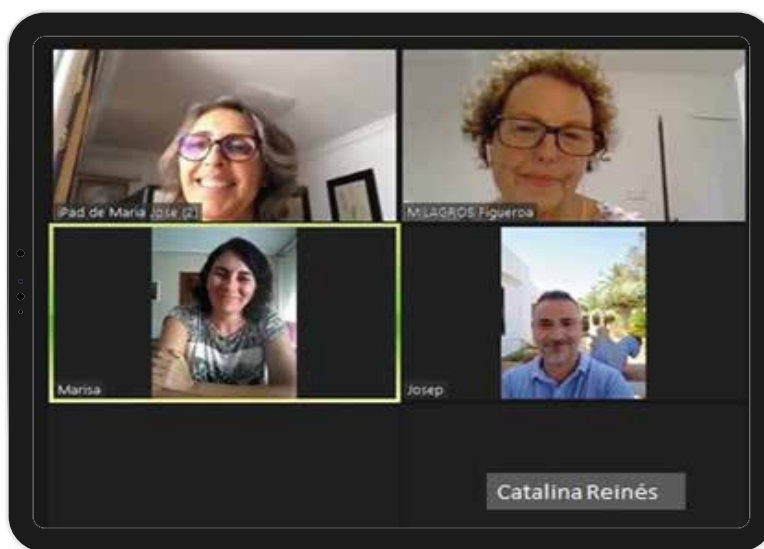 iPad de Maria Jose (2)
MILAGROS Figueroa
Marisa
Josep
Catalina Reinés